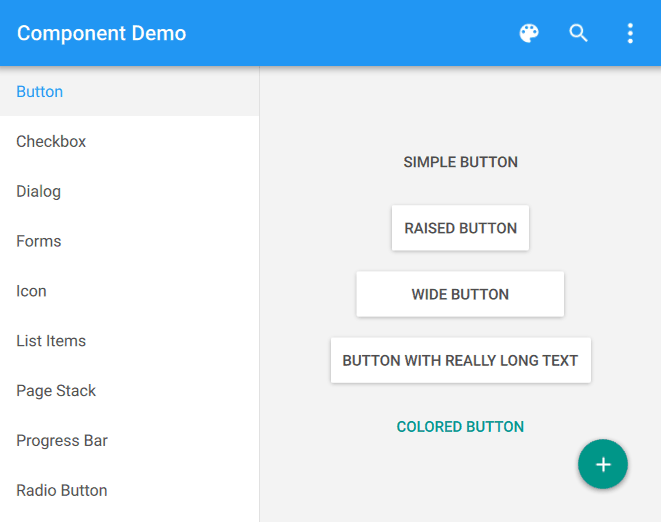 Component Demo
Button
Checkbox
Dialog
Forms
Icon
List Items
Page Stack
Progress Bar
Radio Button
SIMPLE BUTTON
RAISED BUTTON
WIDE BUTTON
BUTTON WITH REALLY LONG TEXT
COLORED BUTTON